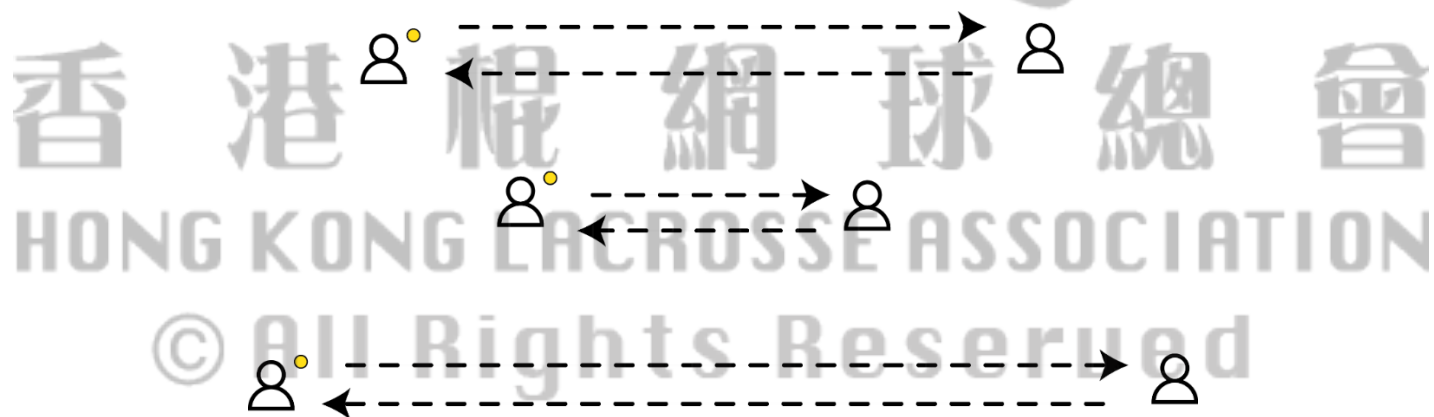 香港棍網球總會
HONG KONG LACROSSE ASSOCIATION
© All Rights Reserved